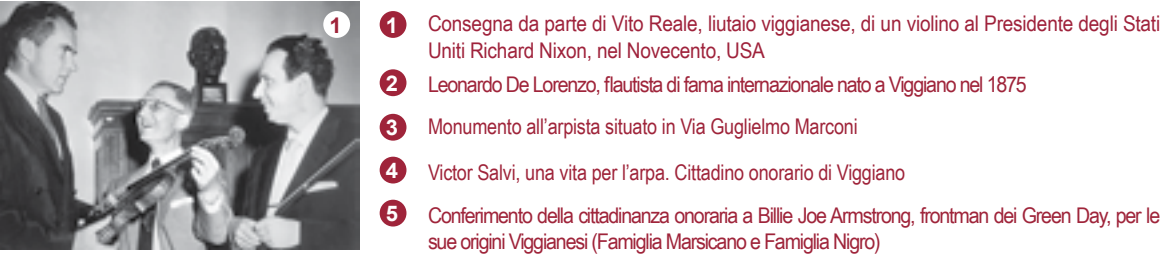 1
1 Consegna da parte di Vito Reale, liutaio viggianese, di un violino al Presidente degli Stati
Uniti Richard Nixon, nel Novecento, USA
2 Leonardo De Lorenzo, flautista di fama internazionale nato a Viggiano nel 1875
3 Monumento all'arpista situato in Via Guglielmo Marconi
4 Victor Salvi, una vita per l'arpa. Cittadino onorario di Viggiano
5 Conferimento della cittadinanza onoraria a Billie Joe Armstrong, frontman dei Green Day, per le
sue origini Viggianesi (Famiglia Marsicano e Famiglia Nigro)